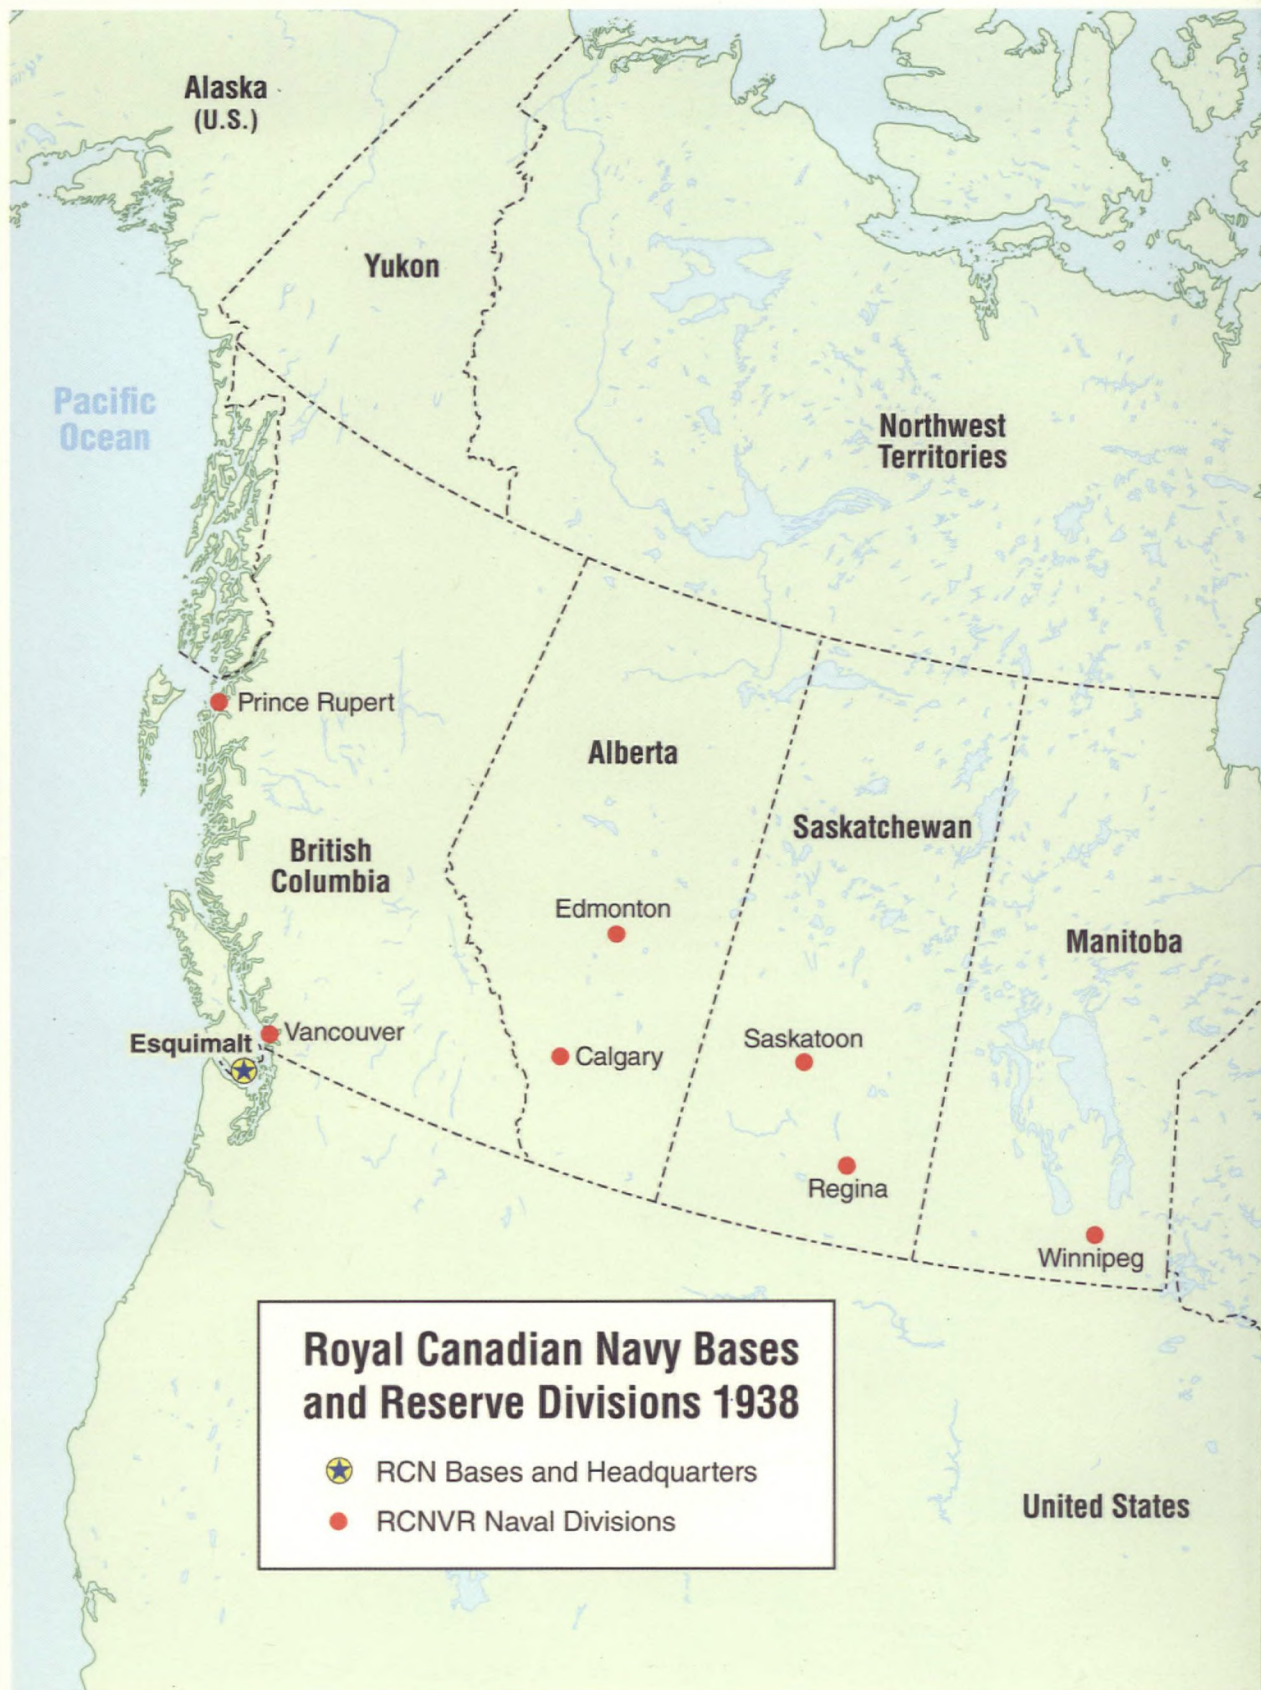 Alaska
(U.S.)
Yukon
Pacific
Ocean
Northwest
Territories
Prince Rupert
Alberta
Saskatchewan
British
Columbia
Edmonton
Manitoba
Vancouver
Esquimalt
Saskatoon
Calgary
Regina
Winnipeg
Royal Canadian Navy Bases
and Reserve Divisions 1938
RCN Bases and Headquarters
RCNVR Naval Divisions
United States